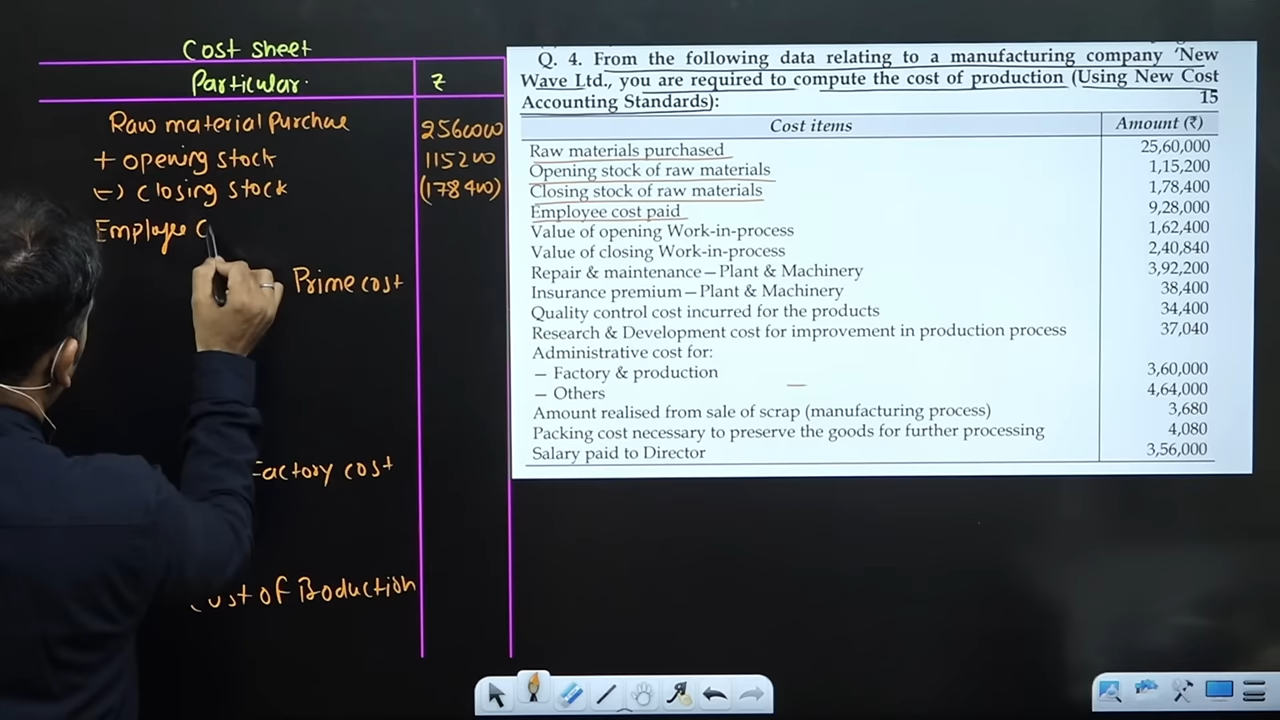 Cost sheet
Particular. ₹
Raw material Purchae 2560000
+ opening stock 115200
(-) closing stock (178400)
Employee C
Prime cost
Factory cost
Cost of Production
Q. 4. From the following data relating to a manufacturing company 'New
Wave Ltd., you are required to compute the cost of production (Using New Cost
Accounting Standards): 15
Cost items Amount (₹)
Raw materials purchased 25,60,000
Opening stock of raw materials 1,15,200
Closing stock of raw materials 1,78,400
Employee cost paid 9,28,000
Value of opening Work-in-process 1,62,400
Value of closing Work-in-process 2,40,840
Repair & maintenance – Plant & Machinery 3,92,200
Insurance premium – Plant & Machinery 38,400
Quality control cost incurred for the products 34,400
Research & Development cost for improvement in production process 37,040
Administrative cost for:
– Factory & production 3,60,000
– Others 4,64,000
Amount realised from sale of scrap (manufacturing process) 3,680
Packing cost necessary to preserve the goods for further processing 4,080
Salary paid to Director 3,56,000